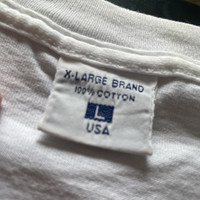 X-LARGE BRAND
100% COTTON
L
USA